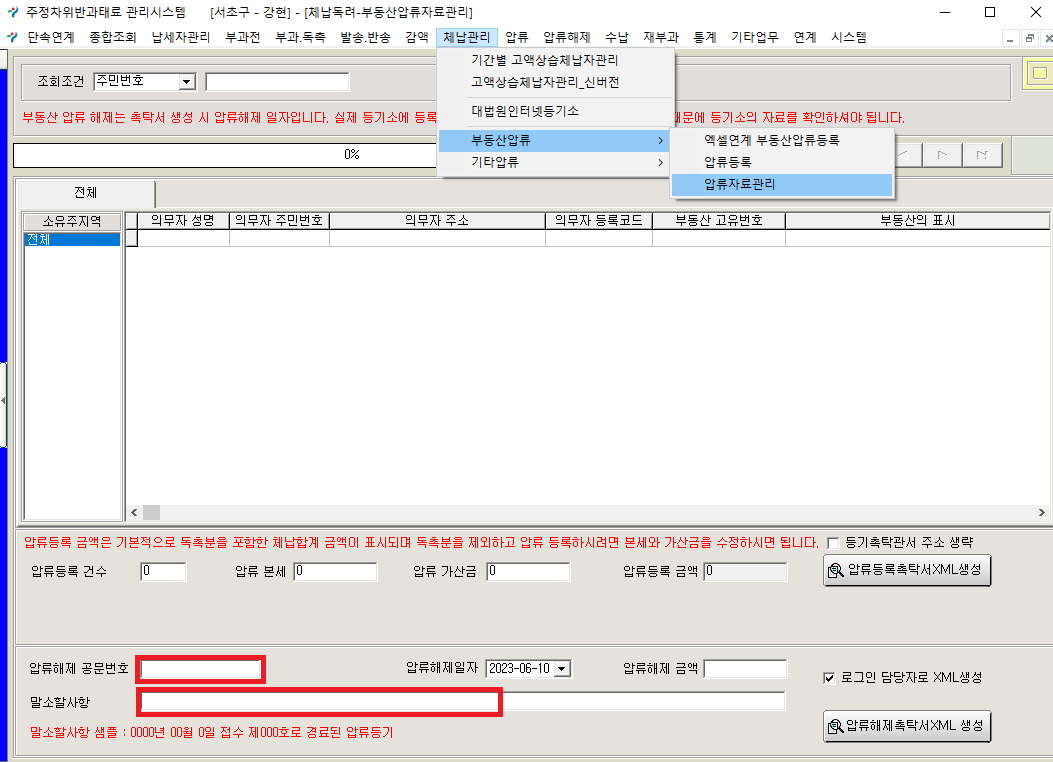 주정차위반과태료 관리시스템 [서초구 - 강현] - [체납독려-부동산압류자료관리]
단속연계 종합조회 납세자관리 부과전 부과.독촉 발송.반송 감액 체납관리 압류 압류해제 수납 재부과 통계 기타업무 연계 시스템
기간별 고액상습체납자관리
고액상습체납자관리_신버전
대법원인터넷등기소
부동산압류
기타압류
엑셀연계 부동산압류등록
압류등록
압류자료관리
조회조건 주민번호
부동산 압류 해제는 촉탁서 생성 시 압류해제 일자입니다. 실제 등기소에 등록 때문에 등기소의 자료를 확인하셔야 됩니다.
0%
전체
소유주지역 의무자 성명 의무자 주민번호 의무자 주소 의무자 등록코드 부동산 고유번호 부동산의 표시
전체
압류등록 금액은 기본적으로 독촉분을 포함한 체납합계 금액이 표시되며 독촉분을 제외하고 압류 등록하시려면 본세와 가산금을 수정하시면 됩니다. 등기촉탁관서 주소 생략
압류등록 건수 0 압류 본세 0 압류 가산금 0 압류등록 금액 0 압류등록촉탁서XML생성
압류해제 공문번호 압류해제일자 2023-06-10 압류해제 금액 로그인 담당자로 XML생성
말소할사항
말소할사항 샘플 : 0000년 00월 0일 접수 제000호로 경료된 압류등기 압류해제촉탁서XML 생성